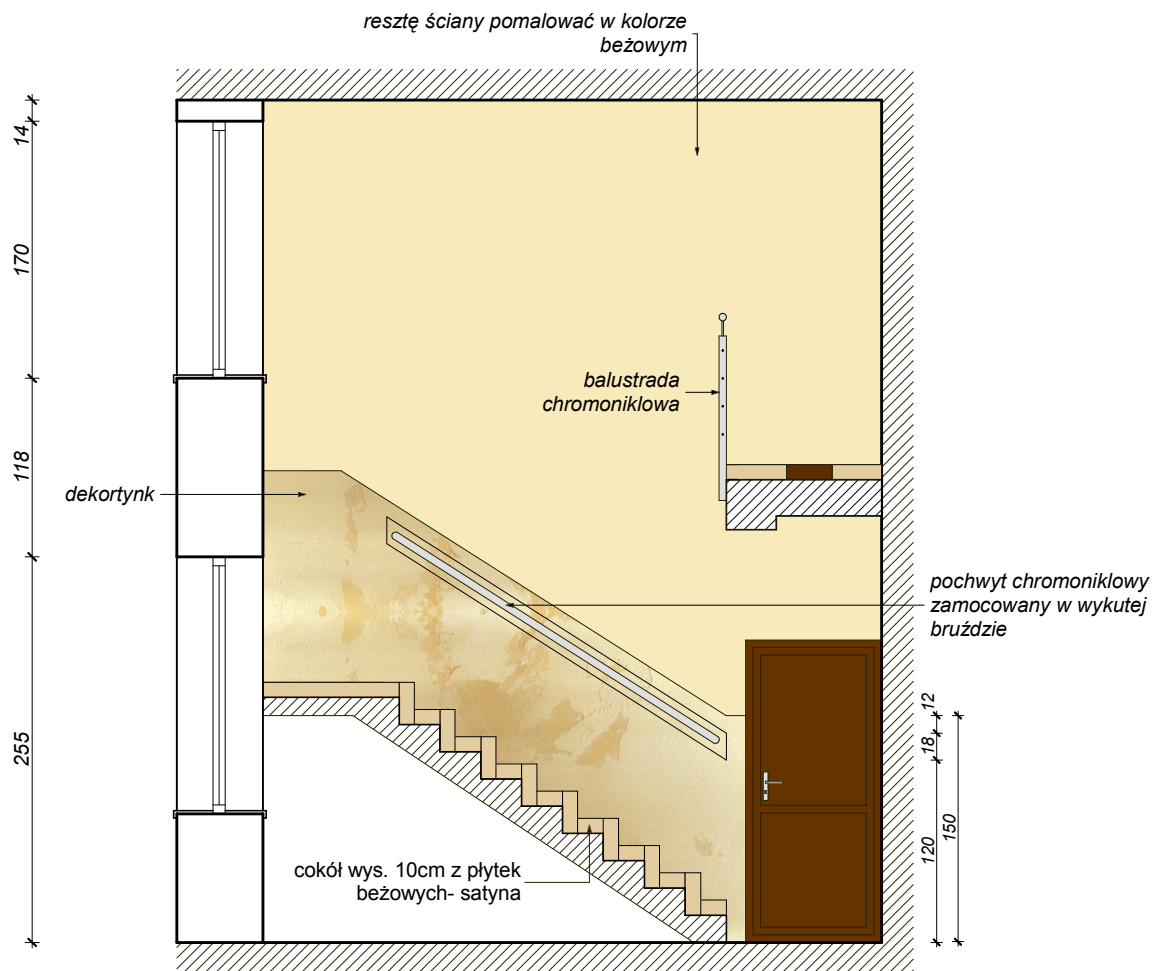 resztę ściany pomalować w kolorze
beżowym
14
170
118
255
balustrada
chromoniklowa
dekortynk
pochwyt chromoniklowy
zamocowany w wykutej
bruździe
12
18
120
150
cokół wys. 10cm z płytek
beżowych- satyna